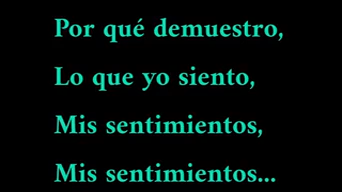 Por qué demuestro,
Lo que yo siento,
Mis sentimientos,
Mis sentimientos...